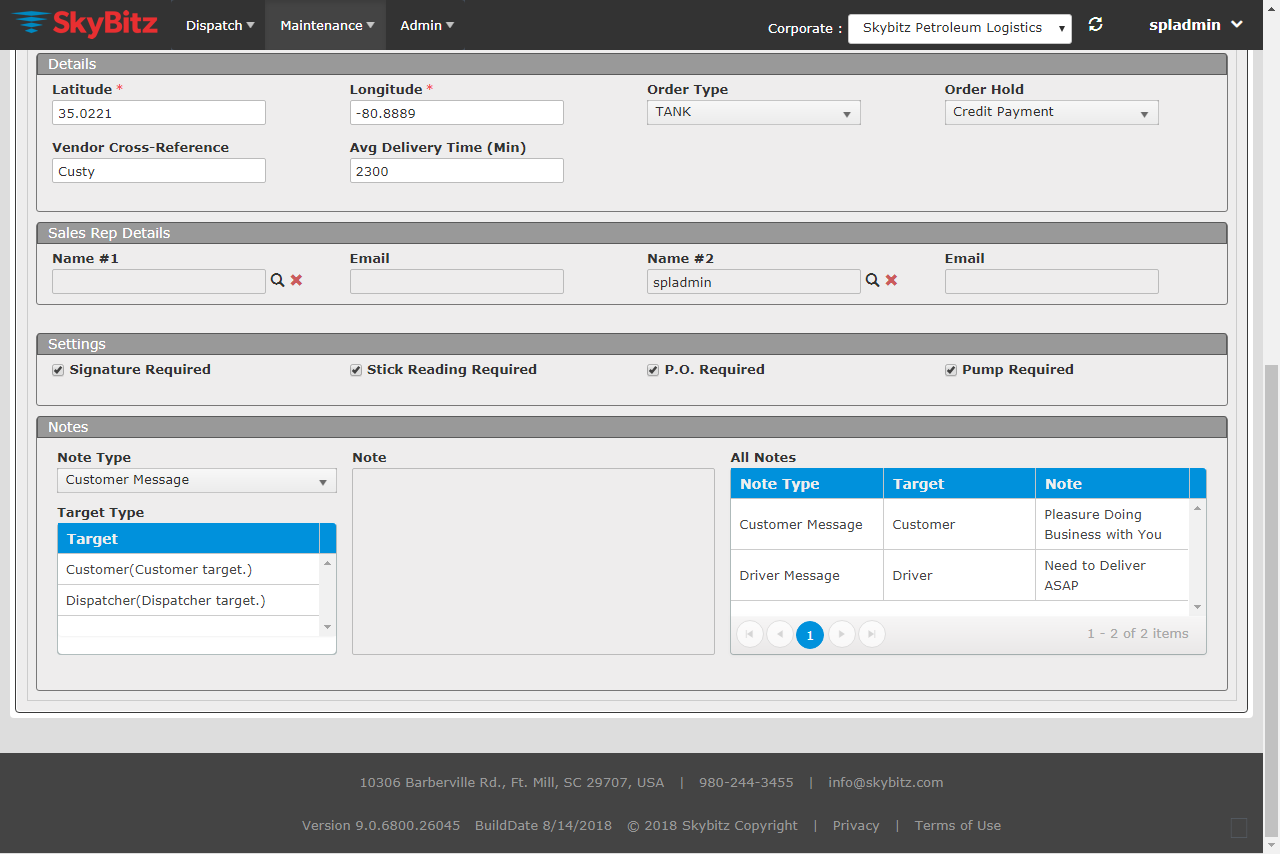 SkyBitz Dispatch Maintenance Admin Corporate : Skybitz Petroleum Logistics spladmin
Details
Latitude * Longitude * Order Type Order Hold
35.0221 -80.8889 TANK Credit Payment
Vendor Cross-Reference Avg Delivery Time (Min)
Custy 2300
Sales Rep Details
Name #1 Email Name #2 Email
spladmin
Settings
Signature Required Stick Reading Required P.O. Required Pump Required
Notes
Note Type Note All Notes
Customer Message
Note Type Target Note
Target Type
Target
Customer Message Customer Pleasure Doing
Business with You
Customer(Customer target.)
Driver Message Driver Need to Deliver
ASAP
Dispatcher(Dispatcher target.)
1 1 - 2 of 2 items
10306 Barberville Rd., Ft. Mill, SC 29707, USA | 980-244-3455 | info@skybitz.com
Version 9.0.6800.26045 BuildDate 8/14/2018 © 2018 Skybitz Copyright | Privacy | Terms of Use